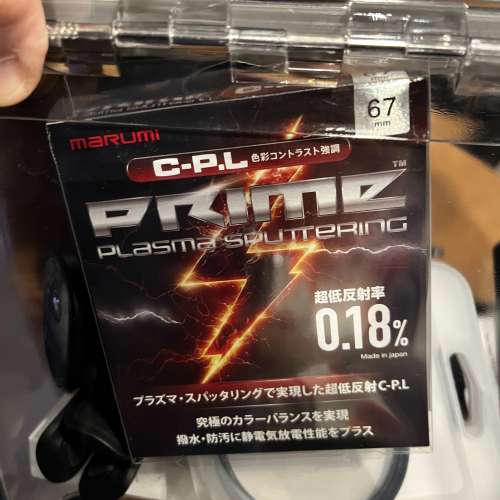 67
mm
marumi
C-P.L 色彩コントラスト強調
PRIME™
PLASMA SPUTTERING
超低反射率
0.18%
Made in japan
プラズマ・スパッタリングで実現した超低反射C-P.L
究極のカラーバランスを実現
撥水・防汚に静電気放電性能をプラス